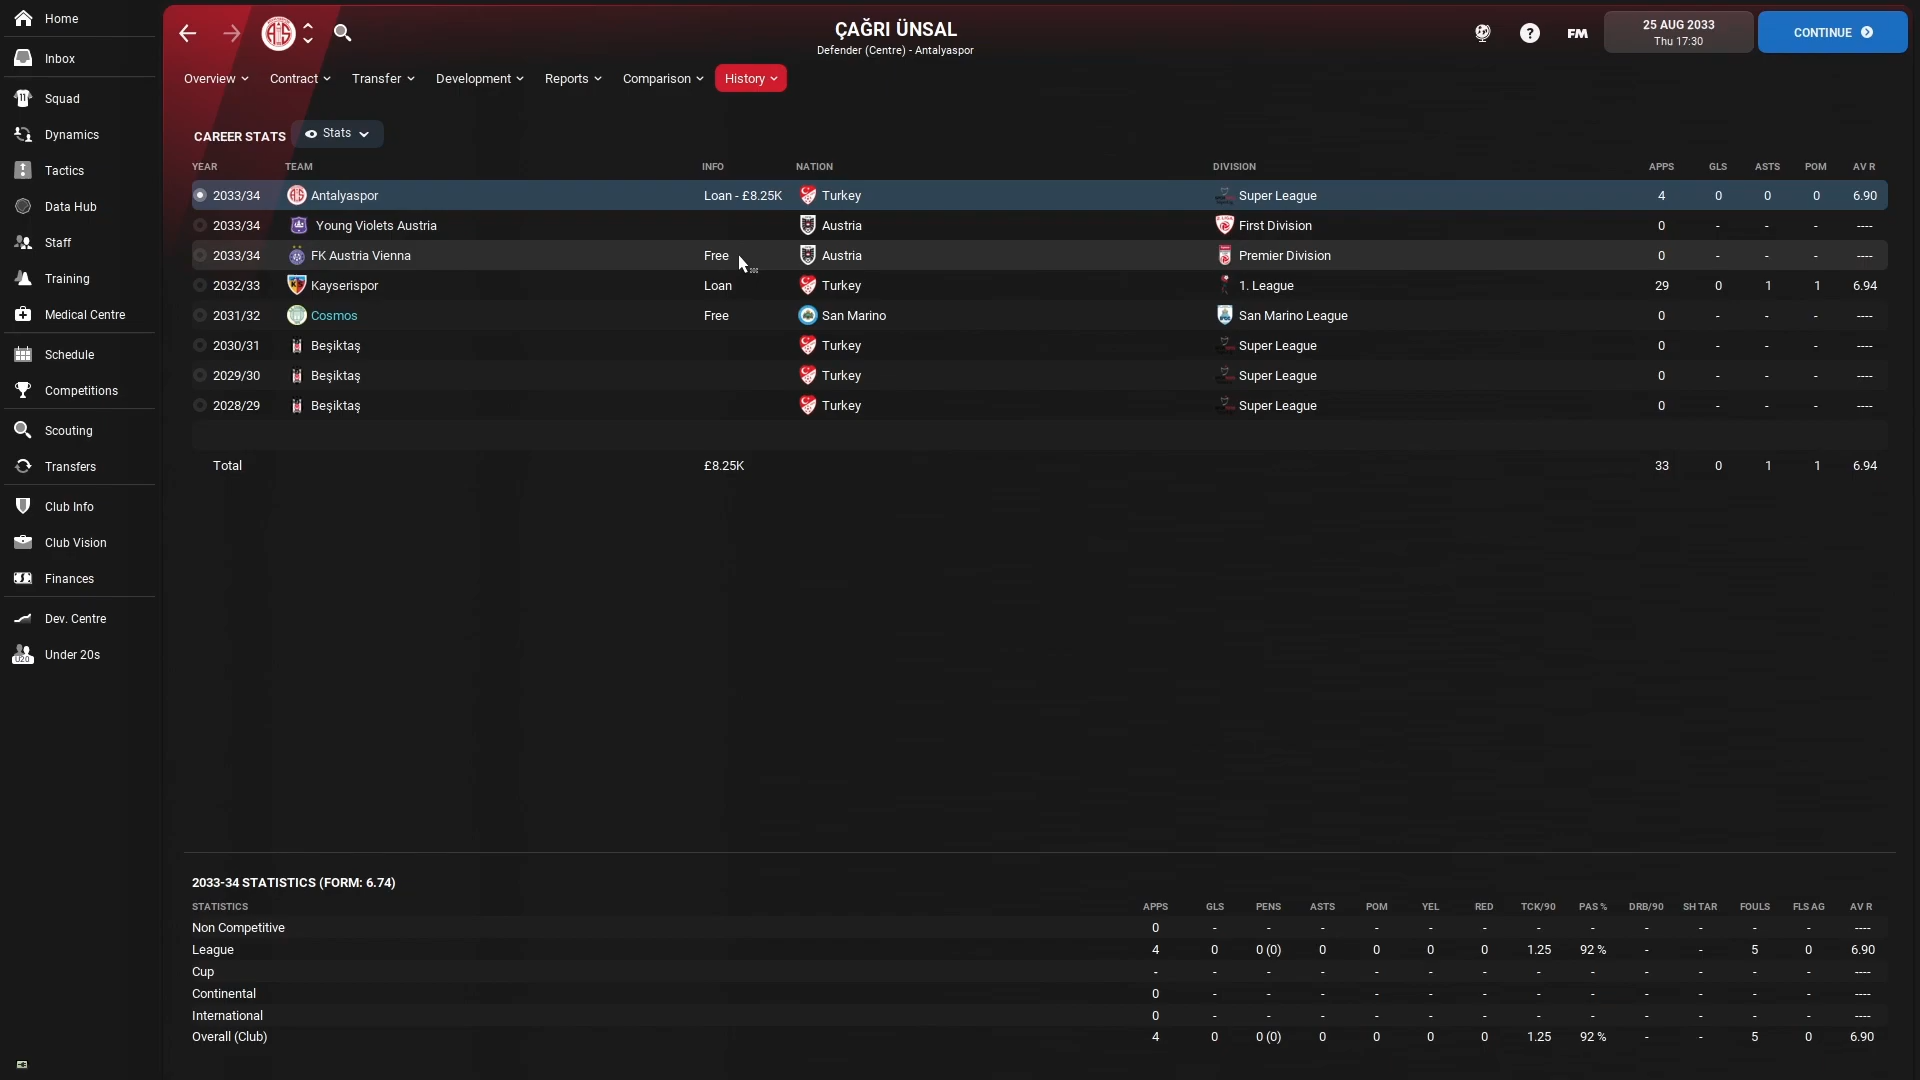 Home
Inbox
Squad
Dynamics
Tactics
Data Hub
Staff
Training
Medical Centre
Schedule
Competitions
Scouting
Transfers
Club Info
Club Vision
Finances
Dev. Centre
Under 20s
ÇAĞRI ÜNSAL
Defender (Centre) - Antalyaspor
? FM
25 AUG 2033
Thu 17:30
CONTINUE
Overview Contract Transfer Development Reports Comparison History
CAREER STATS Stats
YEAR TEAM INFO NATION DIVISION APPS GLS ASTS POM AV R
2033/34 Antalyaspor Loan - £8.25K Turkey Super League 4 0 0 0 6.90
2033/34 Young Violets Austria Austria First Division 0 - - - ----
2033/34 FK Austria Vienna Free Austria Premier Division 0 - - - ----
2032/33 Kayserispor Loan Turkey 1. League 29 0 1 1 6.94
2031/32 Cosmos Free San Marino San Marino League 0 - - - ----
2030/31 Beşiktaş Turkey Super League 0 - - - ----
2029/30 Beşiktaş Turkey Super League 0 - - - ----
2028/29 Beşiktaş Turkey Super League 0 - - - ----
Total £8.25K 33 0 1 1 6.94
2033-34 STATISTICS (FORM: 6.74)
STATISTICS APPS GLS PENS ASTS POM YEL RED TCK/90 PAS % DRB/90 SH TAR FOULS FLS AG AV R
Non Competitive 0 - - - - - - - - - - - - ----
League 4 0 0 (0) 0 0 0 0 1.25 92 % - - 5 0 6.90
Cup - - - - - - - - - - - - - ----
Continental 0 - - - - - - - - - - - - ----
International 0 - - - - - - - - - - - - ----
Overall (Club) 4 0 0 (0) 0 0 0 0 1.25 92 % - - 5 0 6.90